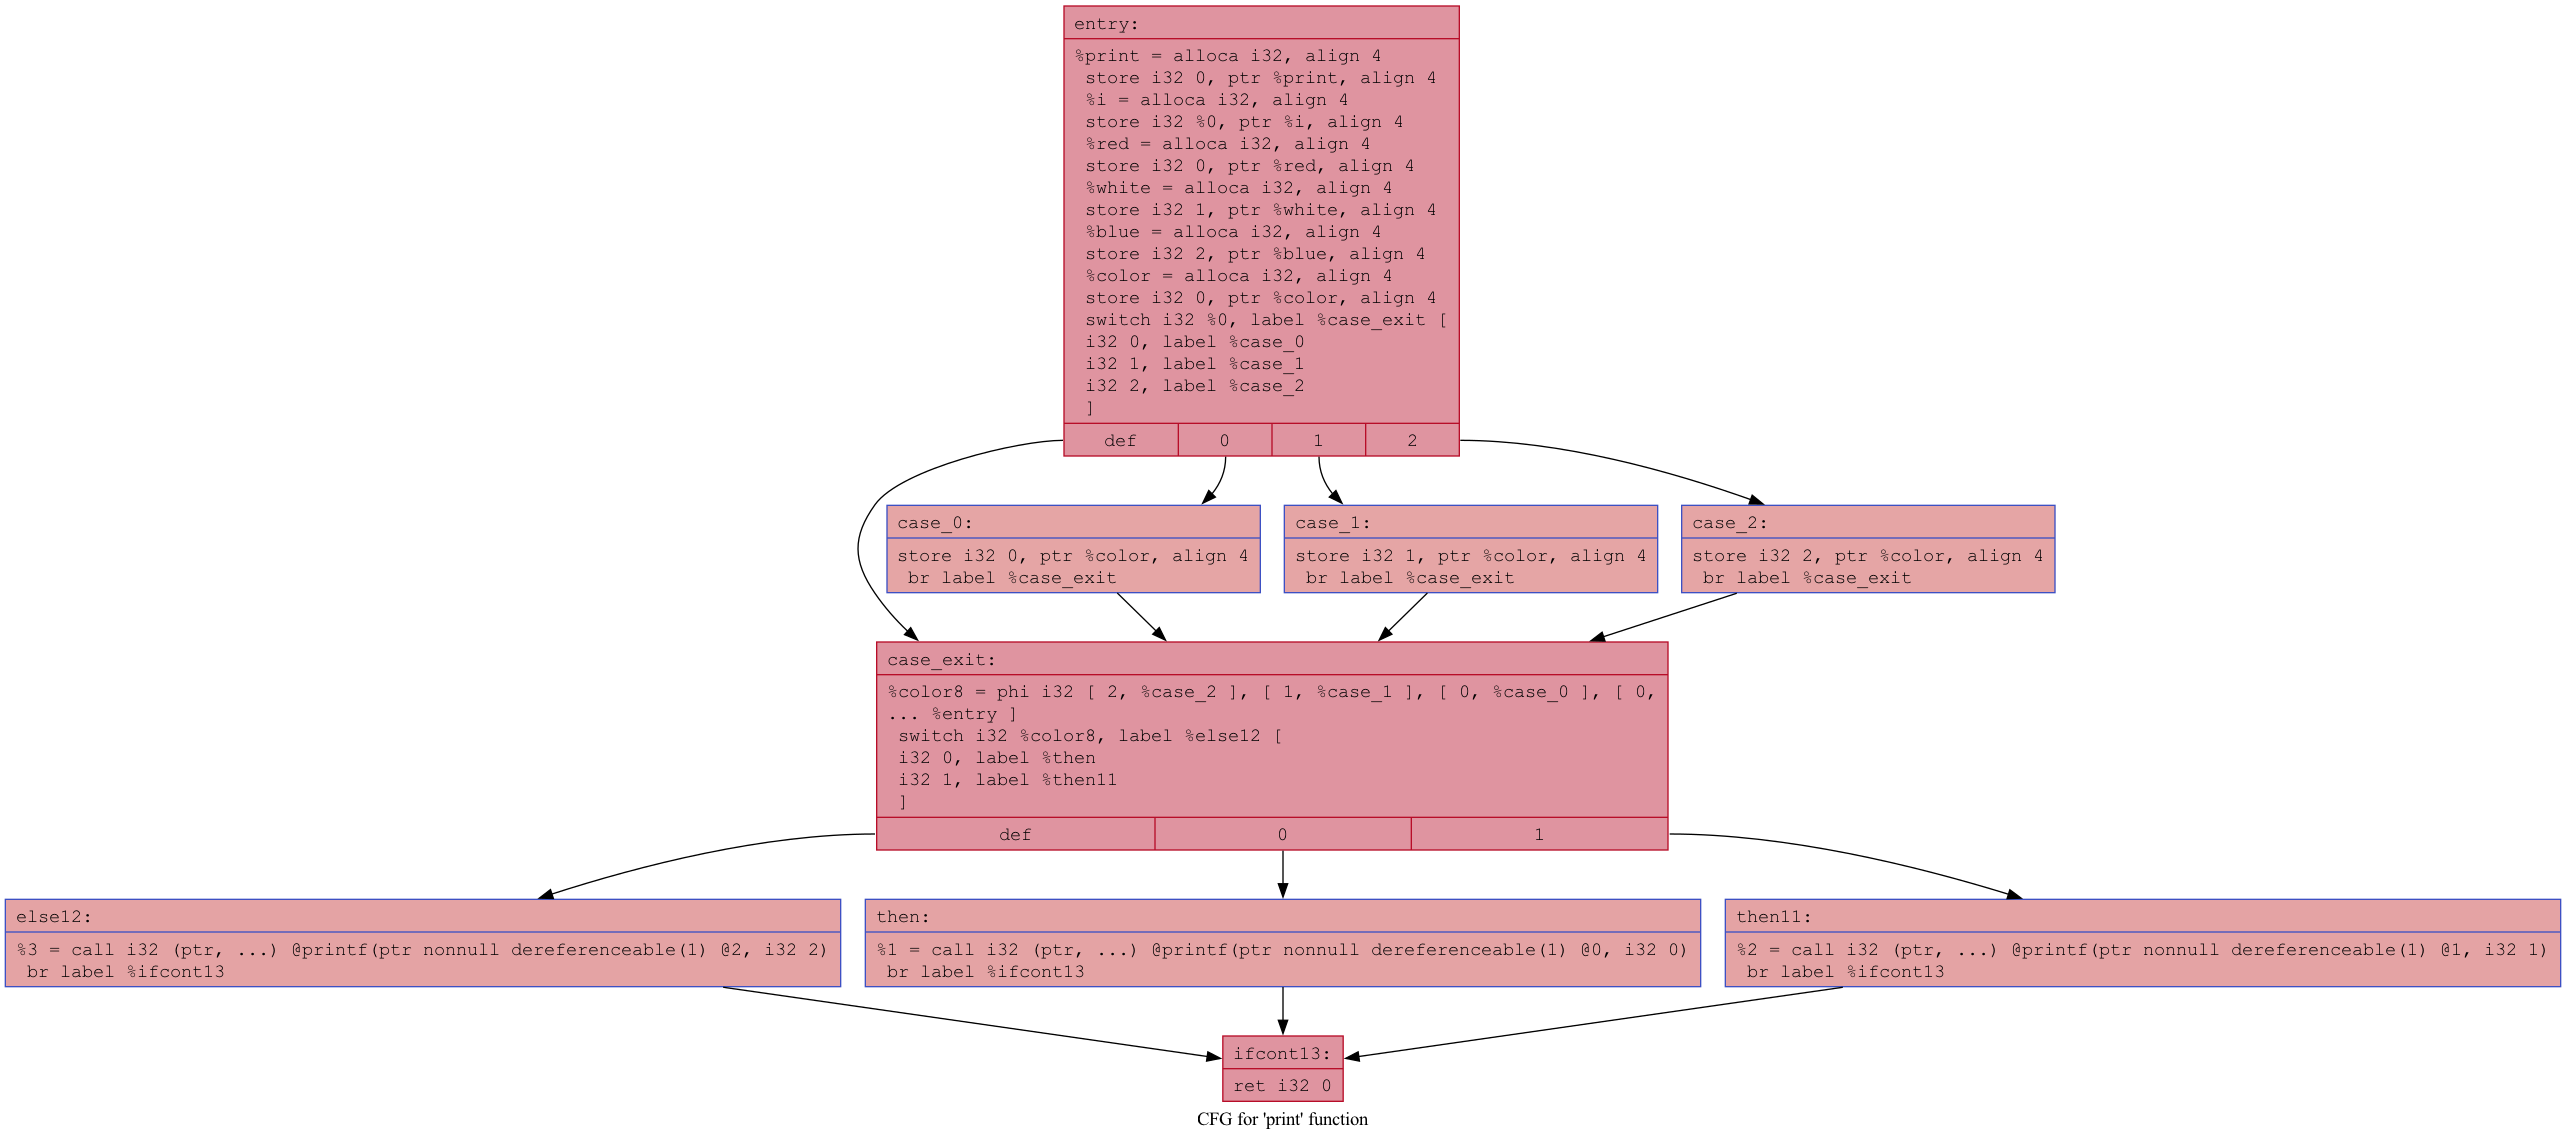 entry:
%print = alloca i32, align 4
store i32 0, ptr %print, align 4
%i = alloca i32, align 4
store i32 %0, ptr %i, align 4
%red = alloca i32, align 4
store i32 0, ptr %red, align 4
%white = alloca i32, align 4
store i32 1, ptr %white, align 4
%blue = alloca i32, align 4
store i32 2, ptr %blue, align 4
%color = alloca i32, align 4
store i32 0, ptr %color, align 4
switch i32 %0, label %case_exit [
i32 0, label %case_0
i32 1, label %case_1
i32 2, label %case_2
]
def 0 1 2
case_0:
store i32 0, ptr %color, align 4
br label %case_exit
case_1:
store i32 1, ptr %color, align 4
br label %case_exit
case_2:
store i32 2, ptr %color, align 4
br label %case_exit
case_exit:
%color8 = phi i32 [ 2, %case_2 ], [ 1, %case_1 ], [ 0, %case_0 ], [ 0,
... %entry ]
switch i32 %color8, label %else12 [
i32 0, label %then
i32 1, label %then11
]
def 0 1
else12:
%3 = call i32 (ptr, ...) @printf(ptr nonnull dereferenceable(1) @2, i32 2)
br label %ifcont13
then:
%1 = call i32 (ptr, ...) @printf(ptr nonnull dereferenceable(1) @0, i32 0)
br label %ifcont13
then11:
%2 = call i32 (ptr, ...) @printf(ptr nonnull dereferenceable(1) @1, i32 1)
br label %ifcont13
ifcont13:
ret i32 0
CFG for 'print' function